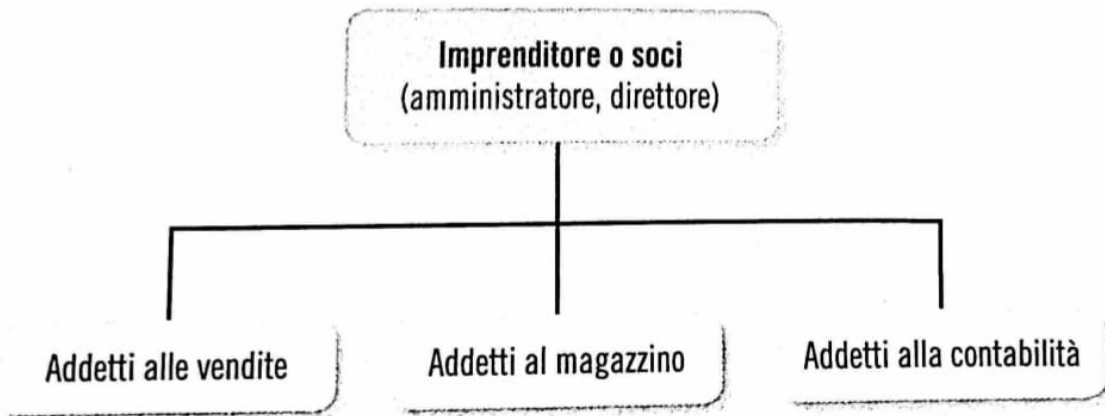 Imprenditore o soci
(amministratore, direttore)
Addetti alle vendite
Addetti al magazzino
Addetti alla contabilità